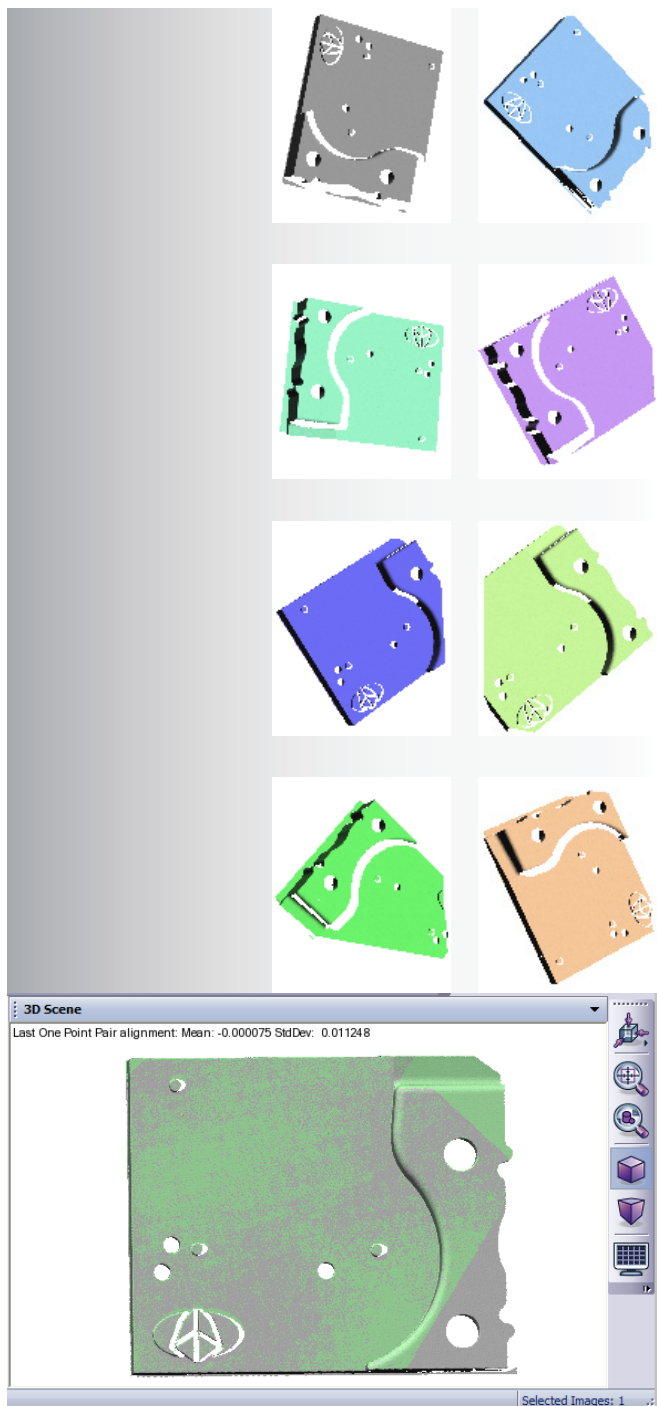 3D Scene
Last One Point Pair alignment: Mean: -0.000075 StdDev: 0.011248
Selected Images: 1